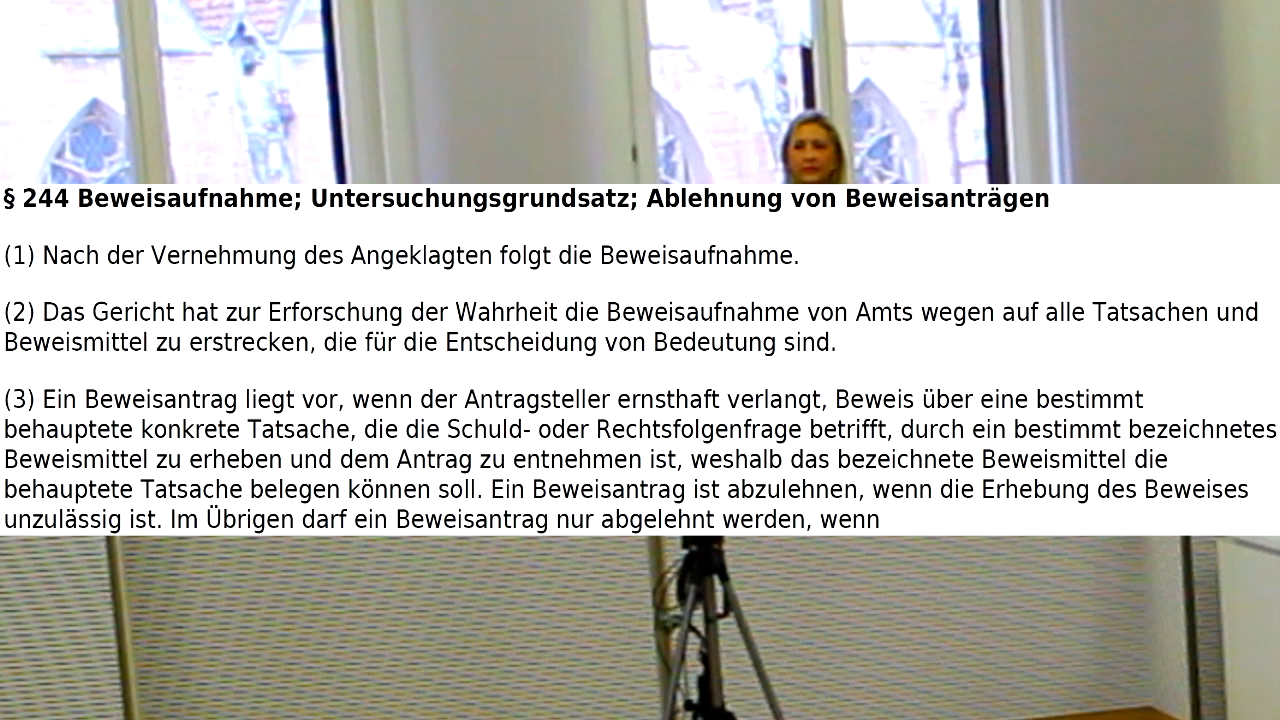 § 244 Beweisaufnahme; Untersuchungsgrundsatz; Ablehnung von Beweisanträgen
(1) Nach der Vernehmung des Angeklagten folgt die Beweisaufnahme.
(2) Das Gericht hat zur Erforschung der Wahrheit die Beweisaufnahme von Amts wegen auf alle Tatsachen und
Beweismittel zu erstrecken, die für die Entscheidung von Bedeutung sind.
(3) Ein Beweisantrag liegt vor, wenn der Antragsteller ernsthaft verlangt, Beweis über eine bestimmt
behauptete konkrete Tatsache, die die Schuld- oder Rechtsfolgenfrage betrifft, durch ein bestimmt bezeichnetes
Beweismittel zu erheben und dem Antrag zu entnehmen ist, weshalb das bezeichnete Beweismittel die
behauptete Tatsache belegen können soll. Ein Beweisantrag ist abzulehnen, wenn die Erhebung des Beweises
unzulässig ist. Im Übrigen darf ein Beweisantrag nur abgelehnt werden, wenn